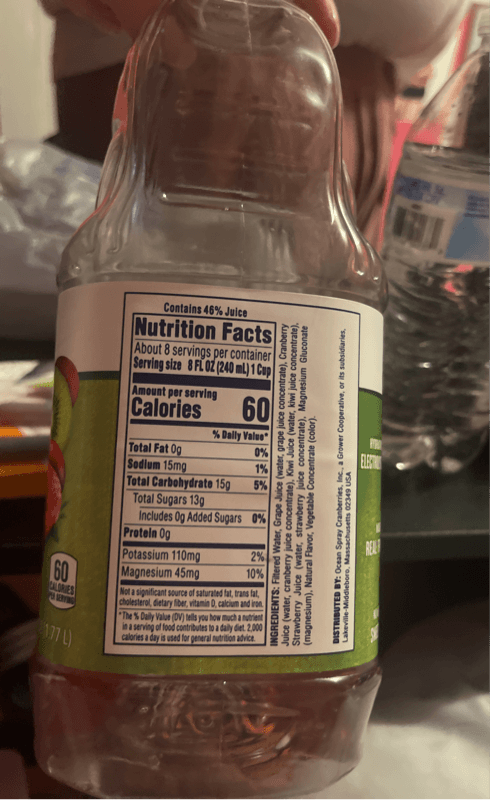 Contains 46% Juice
Nutrition Facts
About 8 servings per container
Serving size 8 FL OZ (240 mL) 1 Cup
Amount per serving
Calories 60
% Daily Value*
Total Fat 0g 0%
Sodium 15mg 1%
Total Carbohydrate 15g 5%
Total Sugars 13g
Includes 0g Added Sugars 0%
Protein 0g
Potassium 110mg 2%
Magnesium 45mg 10%
Not a significant source of saturated fat, trans fat,
cholesterol, dietary fiber, vitamin D, calcium and iron.
*The % Daily Value (DV) tells you how much a nutrient
in a serving of food contributes to a daily diet. 2,000
calories a day is used for general nutrition advice.
INGREDIENTS: Filtered Water, Grape Juice (water, grape juice concentrate), Cranberry
Juice (water, cranberry juice concentrate), Kiwi Juice (water, kiwi juice concentrate),
Strawberry Juice (water, strawberry juice concentrate), Magnesium Gluconate
(magnesium), Natural Flavor, Vegetable Concentrate (color).
DISTRIBUTED BY: Ocean Spray Cranberries, Inc., a Grower Cooperative, or its subsidiaries,
Lakeville-Middleboro, Massachusetts 02349 USA
60
CALORIES
PER SERVING
1.77 L)
REAL